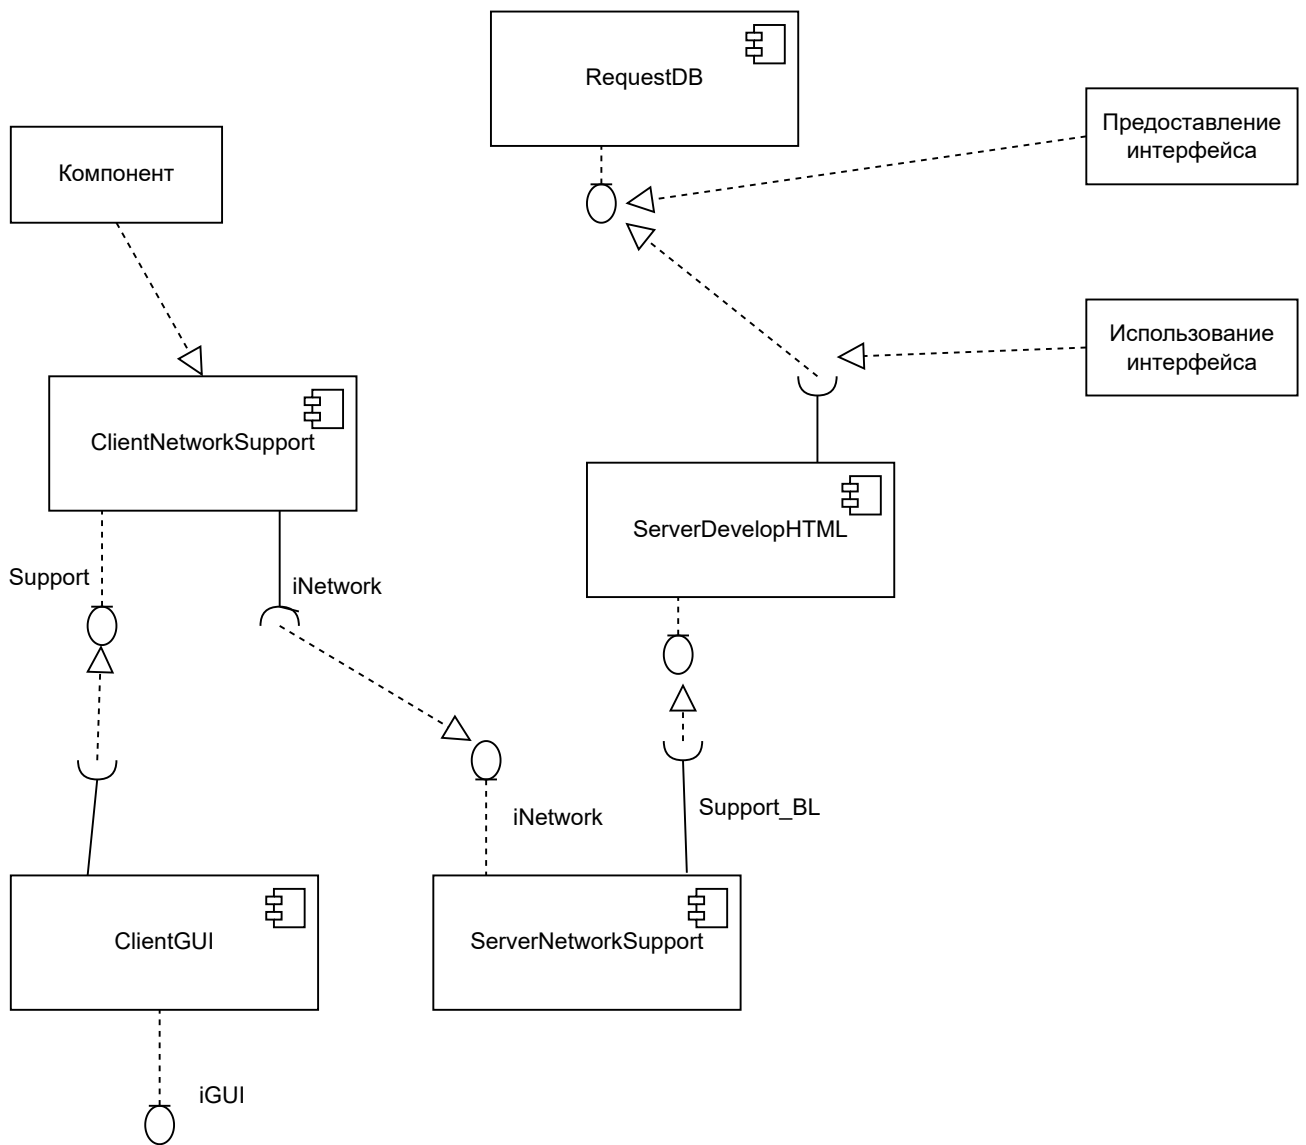 RequestDB
Предоставление
интерфейса
Компонент
Использование
интерфейса
ClientNetworkSupport
ServerDevelopHTML
Support
iNetwork
iNetwork
Support_BL
ClientGUI
ServerNetworkSupport
iGUI